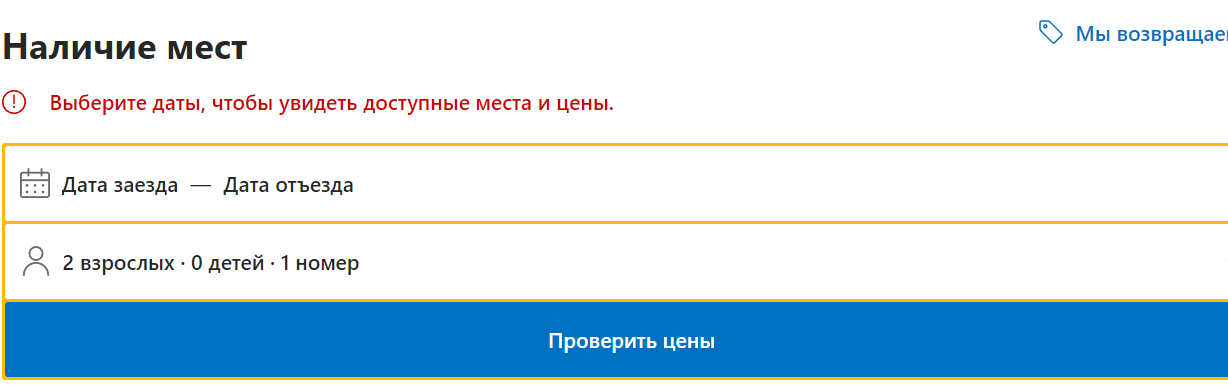 Наличие мест
Мы возвращаем
Выберите даты, чтобы увидеть доступные места и цены.
Дата заезда — Дата отъезда
2 взрослых · 0 детей · 1 номер
Проверить цены